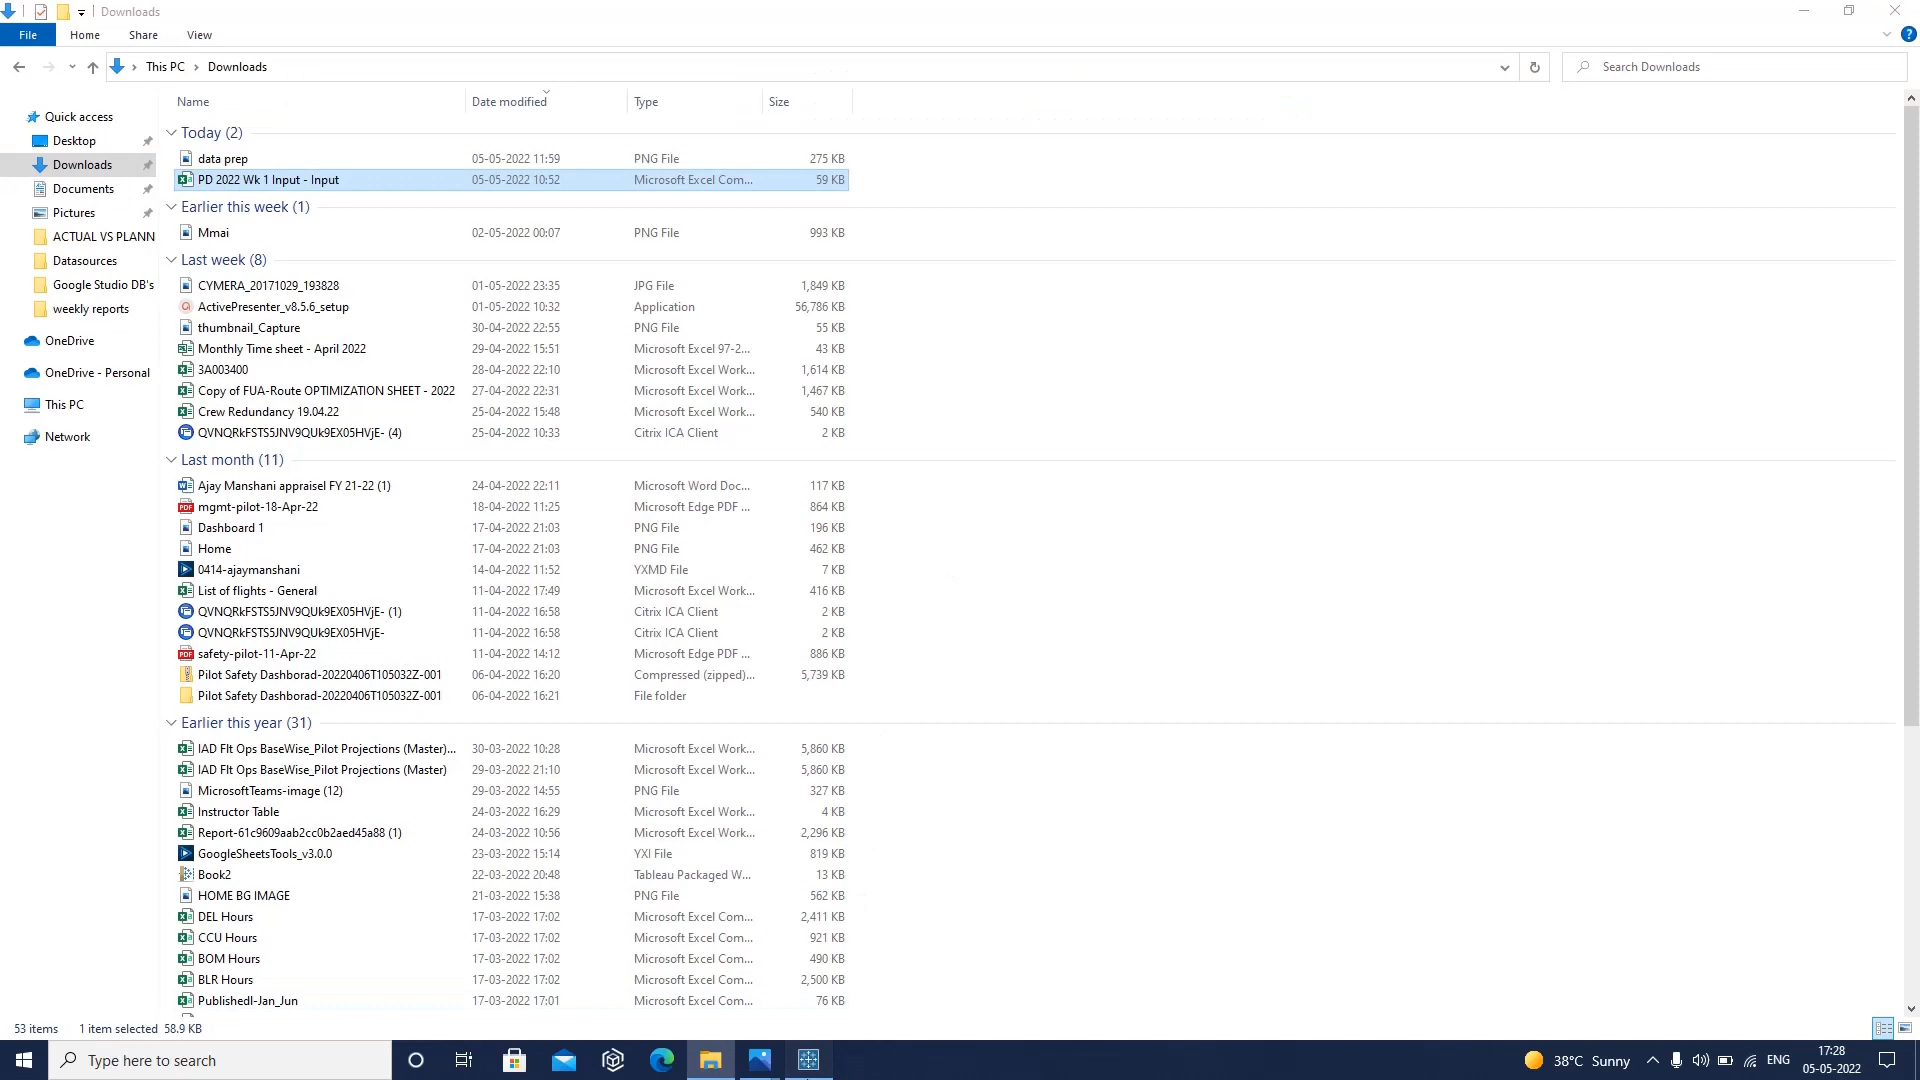 Downloads
File Home Share View
This PC Downloads
Search Downloads
Name Date modified Type Size
Quick access
Desktop
Downloads
Documents
Pictures
ACTUAL VS PLANN
Datasources
Google Studio DB's
weekly reports
OneDrive
OneDrive - Personal
This PC
Network
Today (2)
data prep 05-05-2022 11:59 PNG File 275 KB
PD 2022 Wk 1 Input - Input 05-05-2022 10:52 Microsoft Excel Com... 59 KB
Earlier this week (1)
Mmai 02-05-2022 00:07 PNG File 993 KB
Last week (8)
CYMERA_20171029_193828 01-05-2022 23:35 JPG File 1,849 KB
ActivePresenter_v8.5.6_setup 01-05-2022 10:32 Application 56,786 KB
thumbnail_Capture 30-04-2022 22:55 PNG File 55 KB
Monthly Time sheet - April 2022 29-04-2022 15:51 Microsoft Excel 97-2... 43 KB
3A003400 28-04-2022 22:10 Microsoft Excel Work... 1,614 KB
Copy of FUA-Route OPTIMIZATION SHEET - 2022 27-04-2022 22:31 Microsoft Excel Work... 1,467 KB
Crew Redundancy 19.04.22 25-04-2022 15:48 Microsoft Excel Work... 540 KB
QVNQRkFSTS5JNV9QUk9EX05HVjE- (4) 25-04-2022 10:33 Citrix ICA Client 2 KB
Last month (11)
Ajay Manshani appraisel FY 21-22 (1) 24-04-2022 22:11 Microsoft Word Doc... 117 KB
mgmt-pilot-18-Apr-22 18-04-2022 11:25 Microsoft Edge PDF ... 864 KB
Dashboard 1 17-04-2022 21:03 PNG File 196 KB
Home 17-04-2022 21:03 PNG File 462 KB
0414-ajaymanshani 14-04-2022 11:52 YXMD File 7 KB
List of flights - General 11-04-2022 17:49 Microsoft Excel Work... 416 KB
QVNQRkFSTS5JNV9QUk9EX05HVjE- (1) 11-04-2022 16:58 Citrix ICA Client 2 KB
QVNQRkFSTS5JNV9QUk9EX05HVjE- 11-04-2022 16:58 Citrix ICA Client 2 KB
safety-pilot-11-Apr-22 11-04-2022 14:12 Microsoft Edge PDF ... 886 KB
Pilot Safety Dashborad-20220406T105032Z-001 06-04-2022 16:20 Compressed (zipped)... 5,739 KB
Pilot Safety Dashborad-20220406T105032Z-001 06-04-2022 16:21 File folder
Earlier this year (31)
IAD Flt Ops BaseWise_Pilot Projections (Master)... 30-03-2022 10:28 Microsoft Excel Work... 5,860 KB
IAD Flt Ops BaseWise_Pilot Projections (Master) 29-03-2022 21:10 Microsoft Excel Work... 5,860 KB
MicrosoftTeams-image (12) 29-03-2022 14:55 PNG File 327 KB
Instructor Table 24-03-2022 16:29 Microsoft Excel Work... 4 KB
Report-61c9609aab2cc0b2aed45a88 (1) 24-03-2022 10:56 Microsoft Excel Work... 2,296 KB
GoogleSheetsTools_v3.0.0 23-03-2022 15:14 YXI File 819 KB
Book2 22-03-2022 20:48 Tableau Packaged W... 13 KB
HOME BG IMAGE 21-03-2022 15:38 PNG File 562 KB
DEL Hours 17-03-2022 17:02 Microsoft Excel Com... 2,411 KB
CCU Hours 17-03-2022 17:02 Microsoft Excel Com... 921 KB
BOM Hours 17-03-2022 17:02 Microsoft Excel Com... 490 KB
BLR Hours 17-03-2022 17:02 Microsoft Excel Com... 2,500 KB
PublishedI-Jan_Jun 17-03-2022 17:01 Microsoft Excel Com... 76 KB
53 items 1 item selected 58.9 KB
Type here to search
38°C Sunny
ENG
17:28
05-05-2022